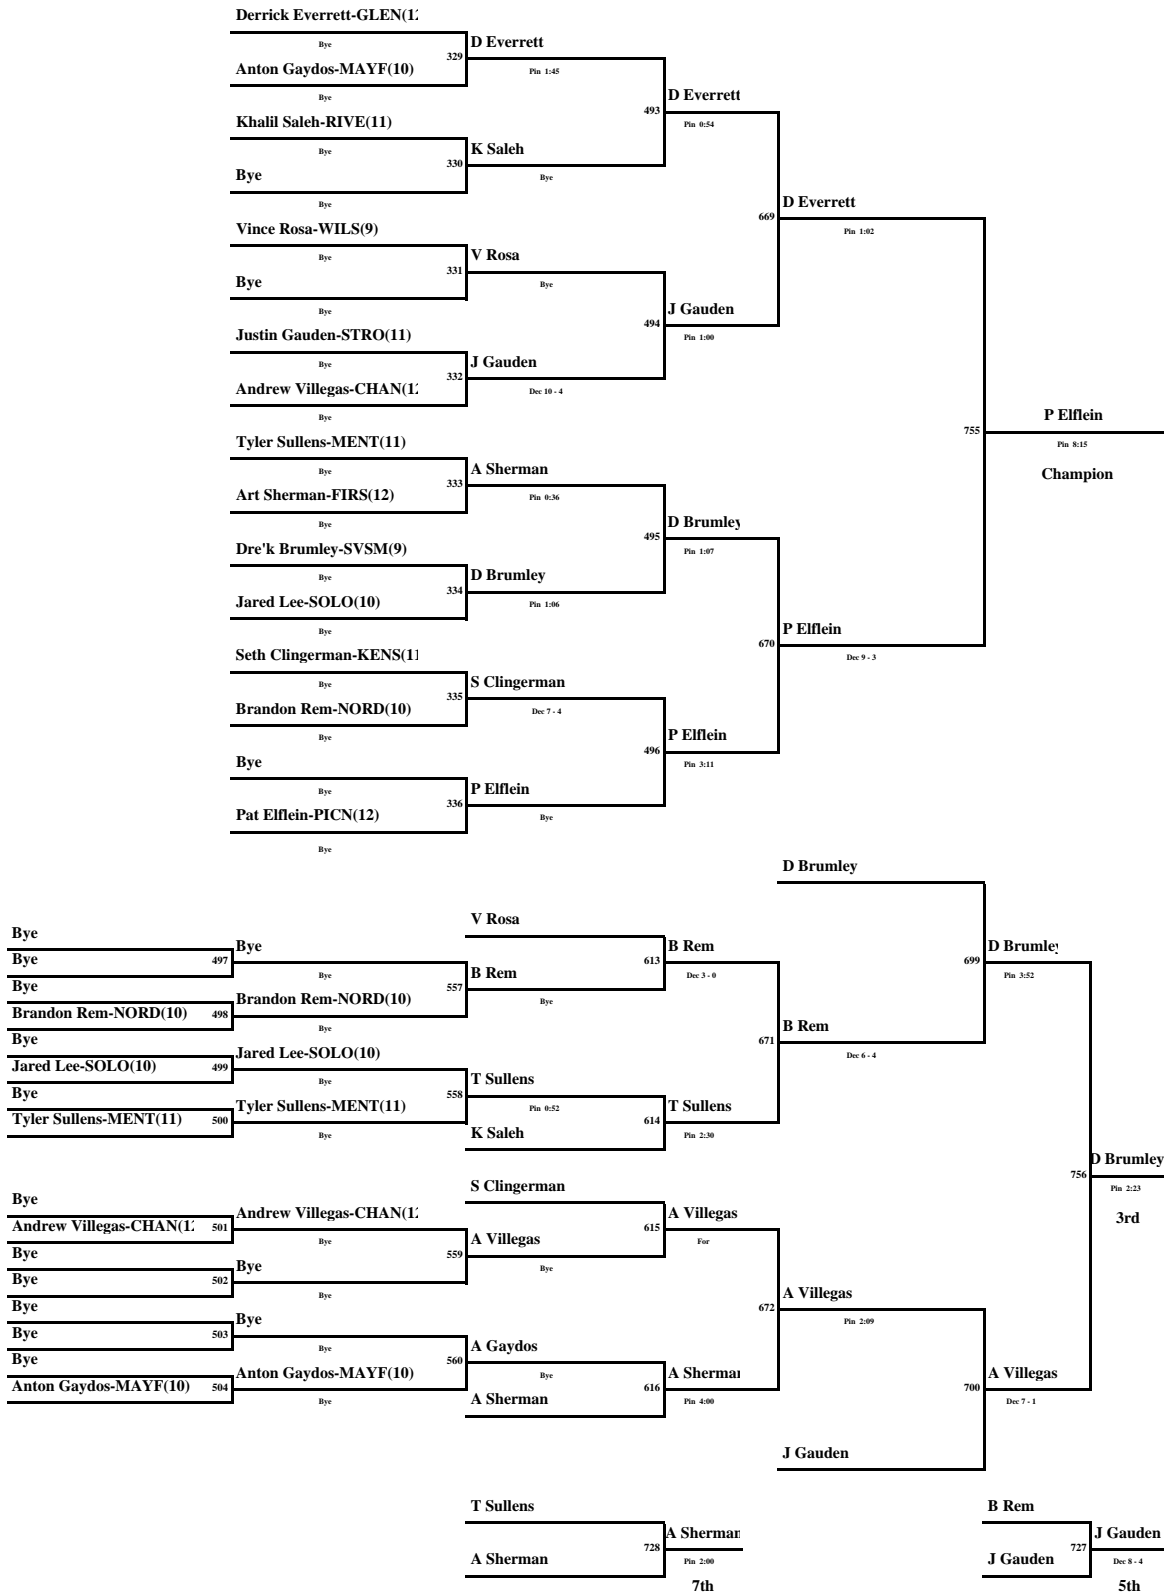 Derrick Everrett-GLEN(12
Bye
329
D Everrett
Pin 1:45
Anton Gaydos-MAYF(10)
Bye
493
D Everrett
Pin 0:54
Khalil Saleh-RIVE(11)
Bye
330
K Saleh
Bye
Bye
Bye
669
D Everrett
Pin 1:02
Vince Rosa-WILS(9)
Bye
331
V Rosa
Bye
Bye
Bye
494
J Gauden
Pin 1:00
Justin Gauden-STRO(11)
Bye
332
J Gauden
Dec 10 - 4
Andrew Villegas-CHAN(12
Bye
755
P Elflein
Pin 8:15
Champion
Tyler Sullens-MENT(11)
Bye
333
A Sherman
Pin 0:36
Art Sherman-FIRS(12)
Bye
495
D Brumley
Pin 1:07
Dre'k Brumley-SVSM(9)
Bye
334
D Brumley
Pin 1:06
Jared Lee-SOLO(10)
Bye
670
P Elflein
Dec 9 - 3
Seth Clingerman-KENS(11
Bye
335
S Clingerman
Dec 7 - 4
Brandon Rem-NORD(10)
Bye
496
P Elflein
Pin 3:11
Bye
Bye
336
P Elflein
Bye
Pat Elflein-PICN(12)
Bye
D Brumley
V Rosa
Bye
497
Bye
Bye
Bye
613
B Rem
Dec 3 - 0
699
D Brumley
Pin 3:52
557
B Rem
Bye
Bye
498
Brandon Rem-NORD(10)
Brandon Rem-NORD(10)
Bye
671
B Rem
Dec 6 - 4
Bye
499
Jared Lee-SOLO(10)
Jared Lee-SOLO(10)
Bye
558
T Sullens
Pin 0:52
Bye
500
Tyler Sullens-MENT(11)
Tyler Sullens-MENT(11)
Bye
614
T Sullens
Pin 2:30
K Saleh
756
D Brumley
Pin 2:23
3rd
S Clingerman
Bye
501
Andrew Villegas-CHAN(12
Andrew Villegas-CHAN(12
Bye
615
A Villegas
For
559
A Villegas
Bye
Bye
502
Bye
Bye
Bye
672
A Villegas
Pin 2:09
Bye
503
Bye
Bye
Bye
560
A Gaydos
Bye
Bye
504
Anton Gaydos-MAYF(10)
Anton Gaydos-MAYF(10)
Bye
616
A Sherman
Pin 4:00
A Sherman
700
A Villegas
Dec 7 - 1
J Gauden
T Sullens
728
A Sherman
A Sherman
Pin 2:00
7th
B Rem
727
J Gauden
J Gauden
Dec 8 - 4
5th